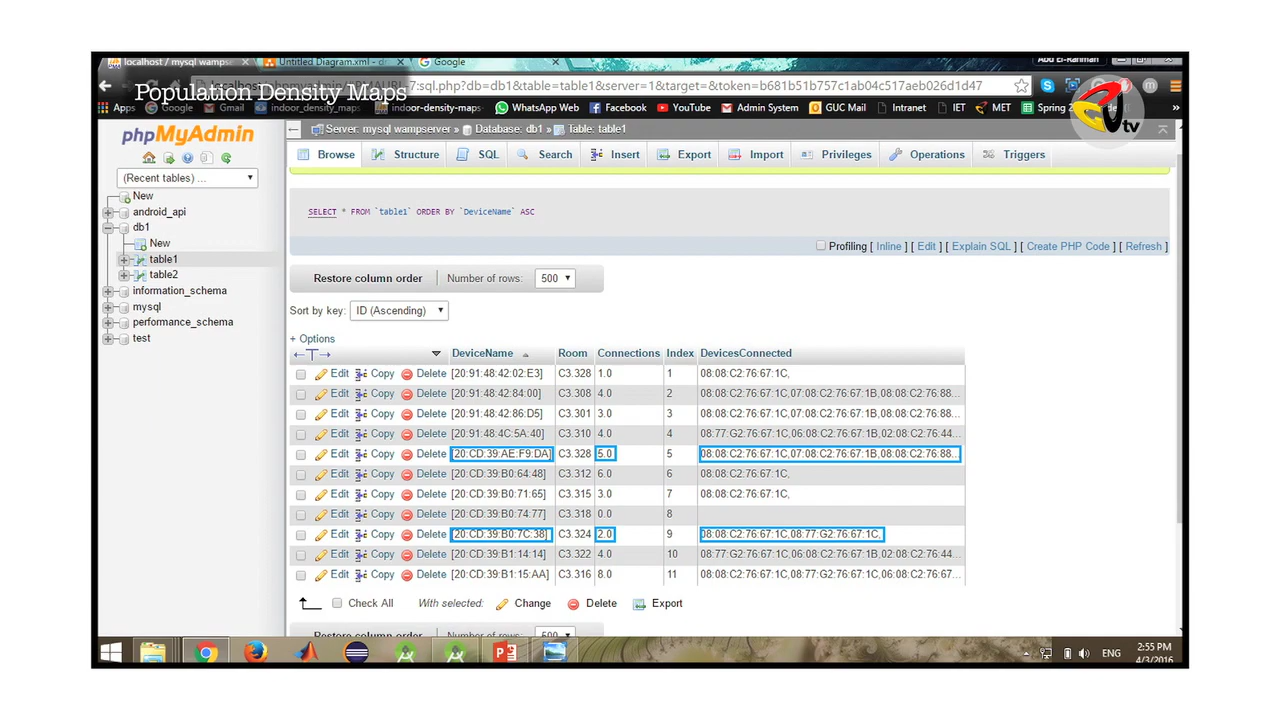 localhost / mysql wampse
Untitled Diagram.xml - dr
Google
Abd El-Rahman
7:sql.php?db=db1&table=table1&server=1&target=&token=b681b51b757c1ab04c517aeb026d1d47
Population Density Maps
Apps Google Gmail indoor_density_maps indoor-density-maps- WhatsApp Web Facebook YouTube Admin System GUC Mail Intranet IET MET Spring 2 »
tv
phpMyAdmin
Server: mysql wampserver » Database: db1 » Table: table1
Browse Structure SQL Search Insert Export Import Privileges Operations Triggers
(Recent tables) ...
New
android_api
db1
New
table1
table2
information_schema
mysql
performance_schema
test
SELECT * FROM `table1` ORDER BY `DeviceName` ASC
Profiling [ Inline ] [ Edit ] [ Explain SQL ] [ Create PHP Code ] [ Refresh ]
Restore column order Number of rows: 500
Sort by key: ID (Ascending)
+ Options
←T→ DeviceName Room Connections Index DevicesConnected
Edit Copy Delete [20:91:48:42:02:E3] C3.328 1.0 1 08:08:C2:76:67:1C,
Edit Copy Delete [20:91:48:42:84:00] C3.308 4.0 2 08:08:C2:76:67:1C,07:08:C2:76:67:1B,08:08:C2:76:88...
Edit Copy Delete [20:91:48:42:86:D5] C3.301 3.0 3 08:08:C2:76:67:1C,07:08:C2:76:67:1B,08:08:C2:76:88...
Edit Copy Delete [20:91:48:4C:5A:40] C3.310 4.0 4 08:77:G2:76:67:1C,06:08:C2:76:67:1B,02:08:C2:76:44...
Edit Copy Delete [20:CD:39:AE:F9:DA] C3.328 5.0 5 08:08:C2:76:67:1C,07:08:C2:76:67:1B,08:08:C2:76:88...
Edit Copy Delete [20:CD:39:B0:64:48] C3.312 6.0 6 08:08:C2:76:67:1C,
Edit Copy Delete [20:CD:39:B0:71:65] C3.315 3.0 7 08:08:C2:76:67:1C,
Edit Copy Delete [20:CD:39:B0:74:77] C3.318 0.0 8
Edit Copy Delete [20:CD:39:B0:7C:38] C3.324 2.0 9 08:08:C2:76:67:1C,08:77:G2:76:67:1C,
Edit Copy Delete [20:CD:39:B1:14:14] C3.322 4.0 10 08:77:G2:76:67:1C,06:08:C2:76:67:1B,02:08:C2:76:44...
Edit Copy Delete [20:CD:39:B1:15:AA] C3.316 8.0 11 08:08:C2:76:67:1C,08:77:G2:76:67:1C,06:08:C2:76:67...
Check All With selected: Change Delete Export
Restore column order Number of rows: 500
ENG
2:55 PM
4/3/2016